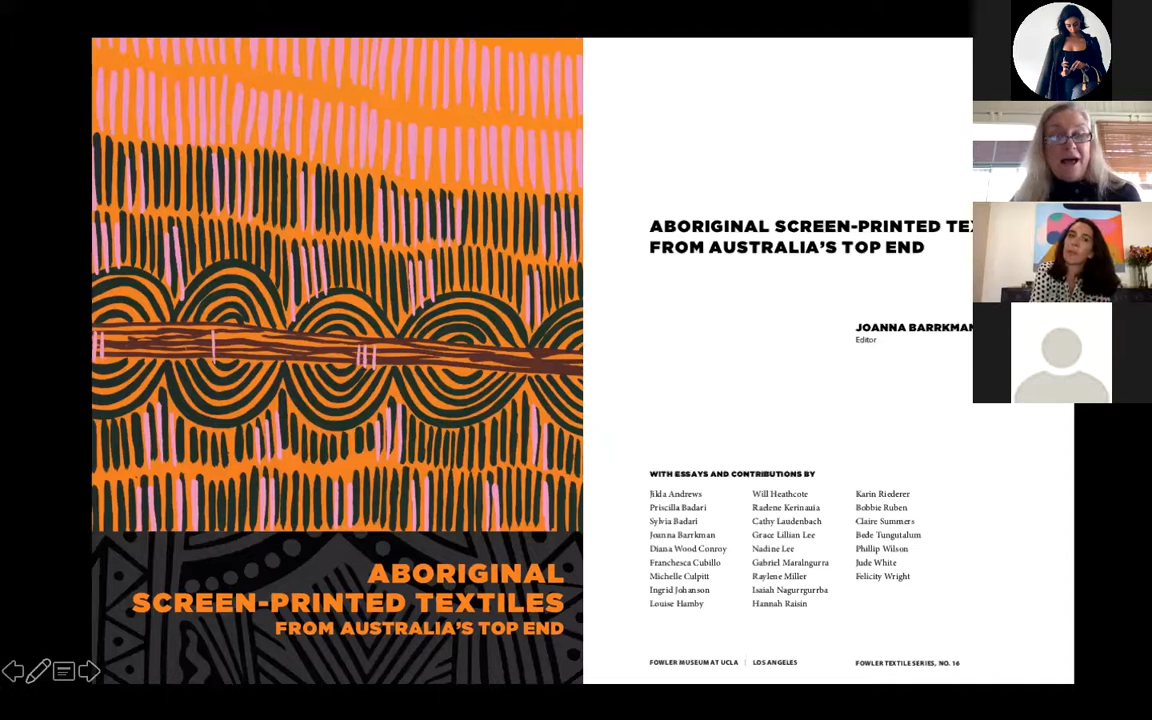 ABORIGINAL
SCREEN-PRINTED TEXTILES
FROM AUSTRALIA'S TOP END
ABORIGINAL SCREEN-PRINTED TEX
FROM AUSTRALIA'S TOP END
JOANNA BARRKMAN
Editor
WITH ESSAYS AND CONTRIBUTIONS BY
Jilda Andrews
Priscilla Badari
Sylvia Badari
Joanna Barrkman
Diana Wood Conroy
Franchesca Cubillo
Michelle Culpitt
Ingrid Johanson
Louise Hamby
Will Heathcote
Raelene Kerinauia
Cathy Laudenbach
Grace Lillian Lee
Nadine Lee
Gabriel Maralngurra
Raylene Miller
Isaiah Nagurrgurrba
Hannah Raisin
Karin Riederer
Bobbie Ruben
Claire Summers
Bede Tungutalum
Phillip Wilson
Jude White
Felicity Wright
FOWLER MUSEUM AT UCLA | LOS ANGELES
FOWLER TEXTILE SERIES, NO. 16